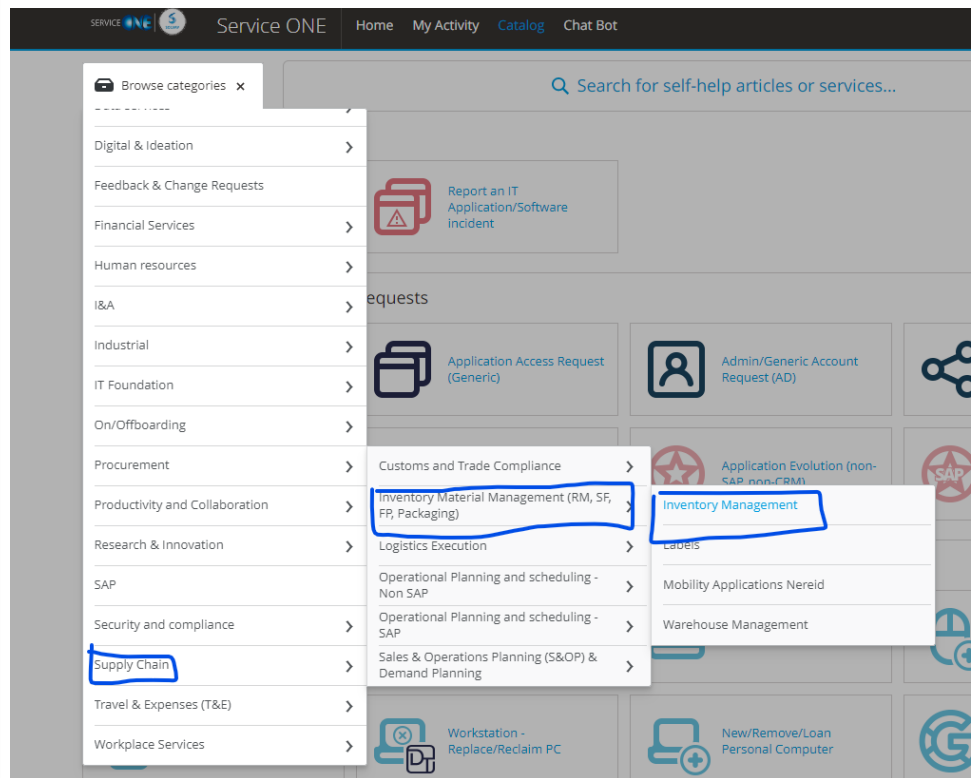 SERVICE ONE
Service ONE
Home
My Activity
Catalog
Chat Bot
Browse categories ×
Search for self-help articles or services...
Data Services
Digital & Ideation
Feedback & Change Requests
Financial Services
Human resources
I&A
Industrial
IT Foundation
On/Offboarding
Procurement
Productivity and Collaboration
Research & Innovation
SAP
Security and compliance
Supply Chain
Travel & Expenses (T&E)
Workplace Services
Customs and Trade Compliance
Inventory Material Management (RM, SF,
FP, Packaging)
Logistics Execution
Operational Planning and scheduling -
Non SAP
Operational Planning and scheduling -
SAP
Sales & Operations Planning (S&OP) &
Demand Planning
Inventory Management
Labels
Mobility Applications Nereid
Warehouse Management
Report an IT
Application/Software
incident
equests
Application Access Request
(Generic)
Admin/Generic Account
Request (AD)
Application Evolution (non-
SAP, non-CRM)
SAP
Workstation -
Replace/Reclaim PC
DT
New/Remove/Loan
Personal Computer